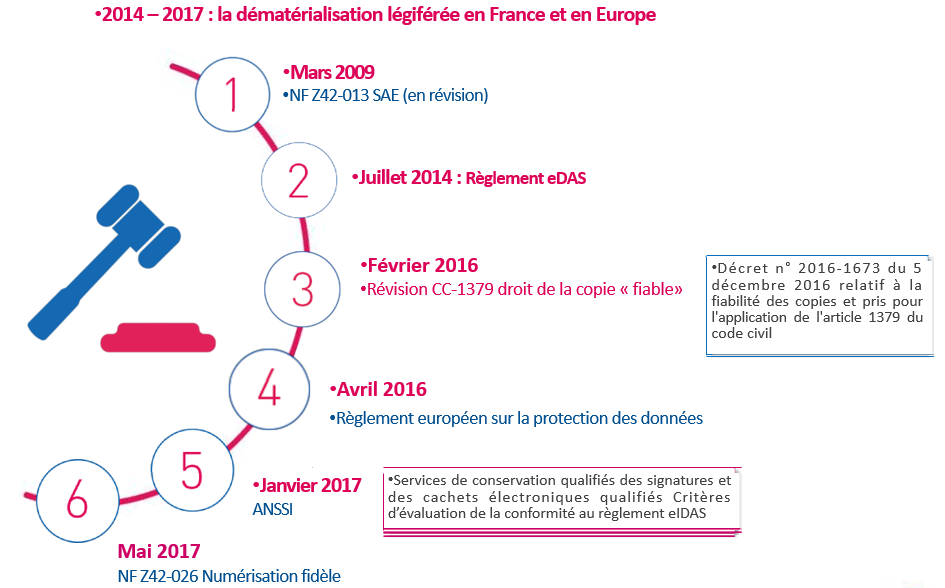 •2014 – 2017 : la dématérialisation légiférée en France et en Europe
1
•Mars 2009
•NF Z42-013 SAE (en révision)
2
•Juillet 2014 : Règlement eDAS
3
•Février 2016
•Révision CC-1379 droit de la copie « fiable»
•Décret n° 2016-1673 du 5
décembre 2016 relatif à la
fiabilité des copies et pris pour
l'application de l'article 1379 du
code civil
4
•Avril 2016
•Règlement européen sur la protection des données
5
•Janvier 2017
ANSSI
•Services de conservation qualifiés des signatures et
des cachets électroniques qualifiés Critères
d’évaluation de la conformité au règlement eIDAS
6
Mai 2017
NF Z42-026 Numérisation fidèle